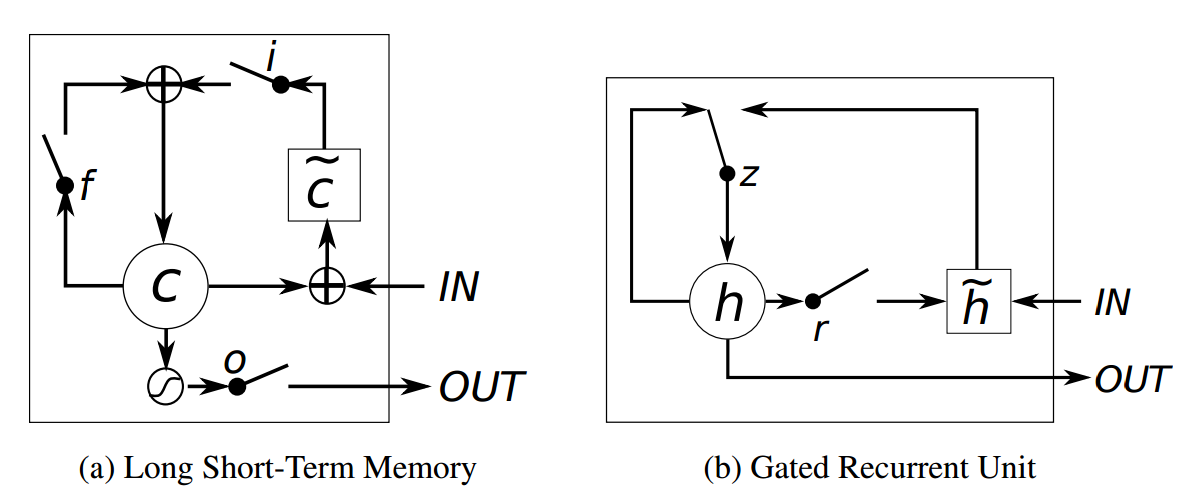 i
f
c̃
c
IN
o
OUT
(a) Long Short-Term Memory
z
h
r
h̃
IN
OUT
(b) Gated Recurrent Unit